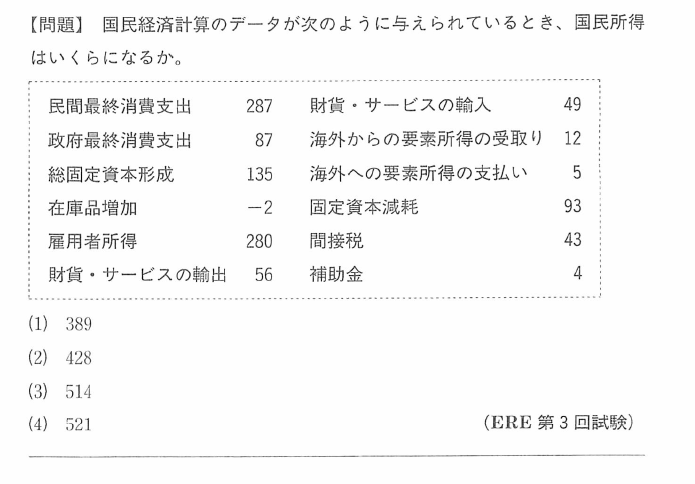 【問題】 国民経済計算のデータが次のように与えられているとき、国民所得
はいくらになるか。
民間最終消費支出 287 財貨・サービスの輸入 49
政府最終消費支出 87 海外からの要素所得の受取り 12
総固定資本形成 135 海外への要素所得の支払い 5
在庫品増加 −2 固定資本減耗 93
雇用者所得 280 間接税 43
財貨・サービスの輸出 56 補助金 4
(1) 389
(2) 428
(3) 514
(4) 521
(ERE 第3回試験)